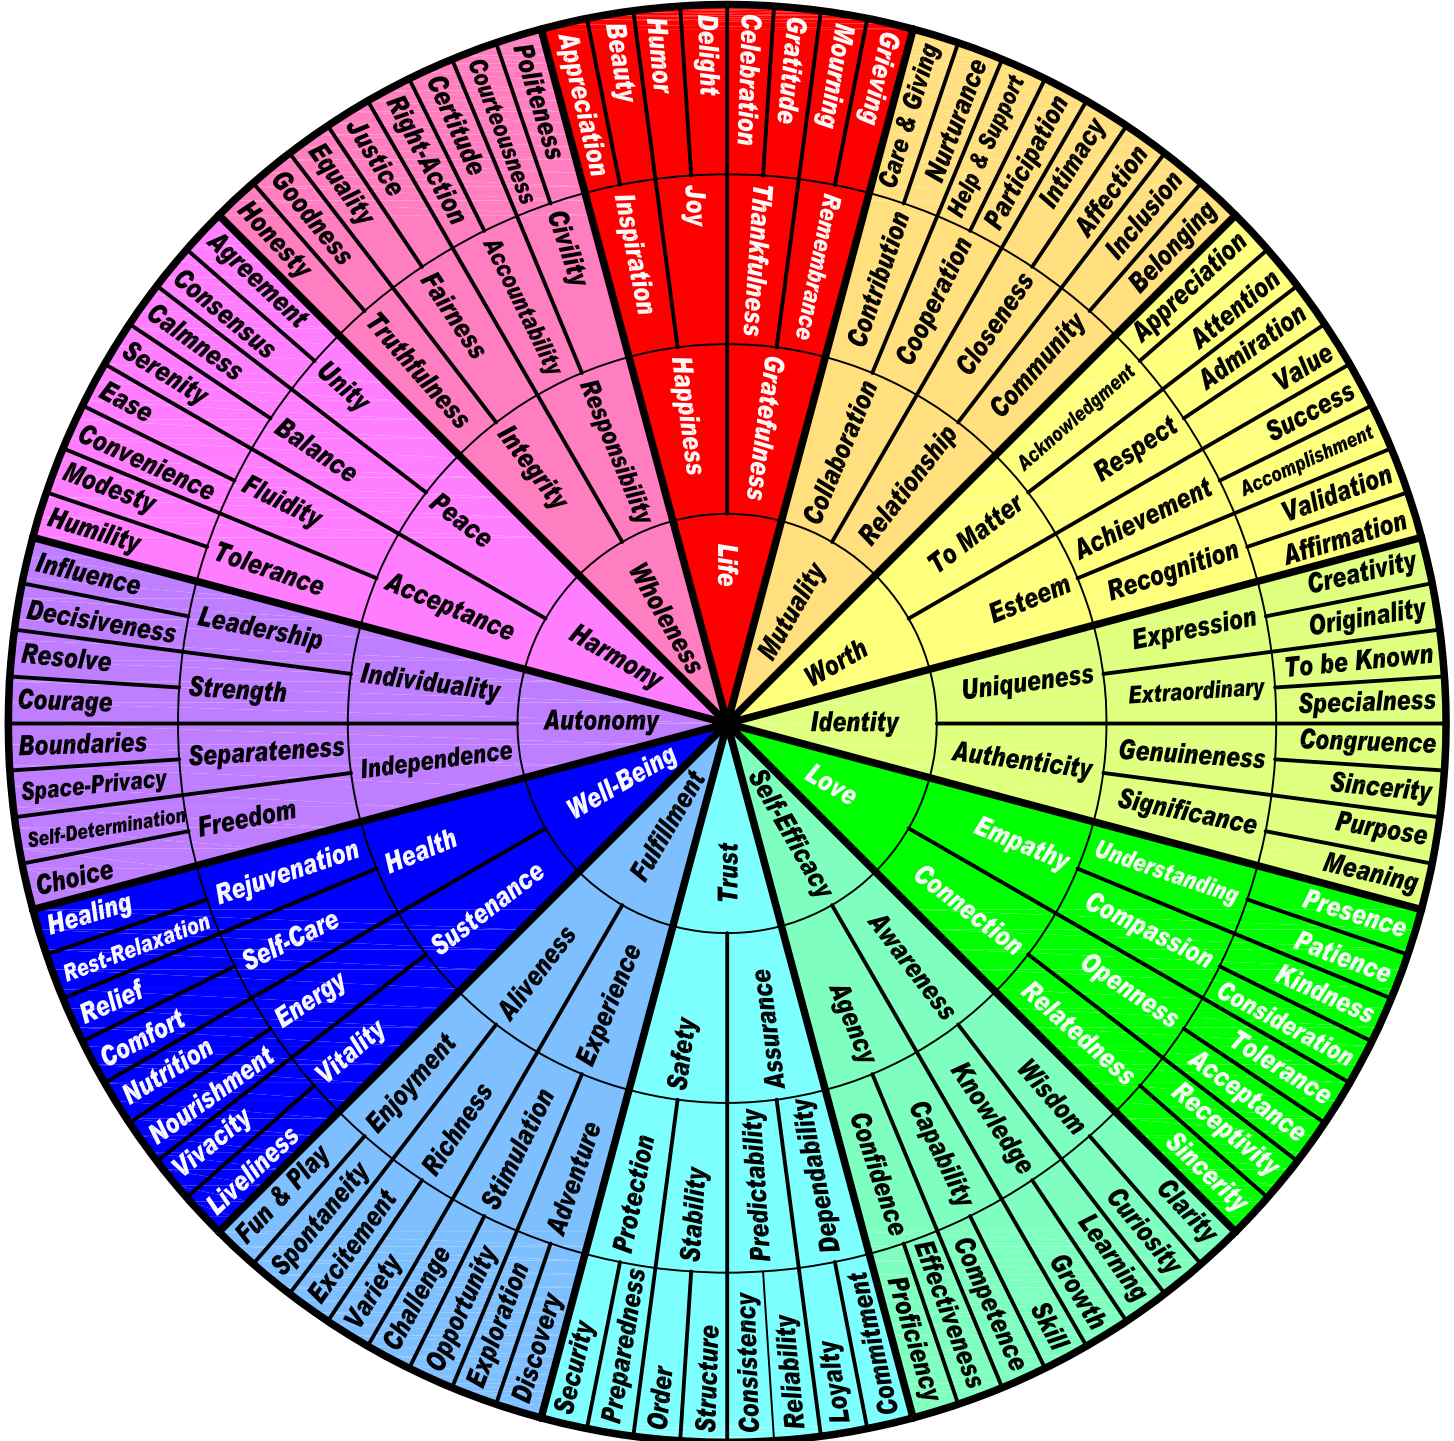 Life
Happiness
Gratefulness
Inspiration
Joy
Thankfulness
Remembrance
Appreciation
Beauty
Humor
Delight
Celebration
Gratitude
Mourning
Grieving
Mutuality
Collaboration
Relationship
Contribution
Cooperation
Closeness
Community
Care & Giving
Nurturance
Help & Support
Participation
Intimacy
Affection
Inclusion
Belonging
Worth
To Matter
Esteem
Acknowledgment
Respect
Achievement
Recognition
Appreciation
Attention
Admiration
Value
Success
Accomplishment
Validation
Affirmation
Identity
Uniqueness
Authenticity
Expression
Extraordinary
Genuineness
Significance
Creativity
Originality
To be Known
Specialness
Congruence
Sincerity
Purpose
Meaning
Love
Empathy
Connection
Understanding
Compassion
Openness
Relatedness
Presence
Patience
Kindness
Consideration
Tolerance
Acceptance
Receptivity
Sincerity
Self-Efficacy
Awareness
Agency
Wisdom
Knowledge
Capability
Confidence
Clarity
Curiosity
Learning
Growth
Skill
Competence
Effectiveness
Proficiency
Trust
Assurance
Safety
Dependability
Predictability
Stability
Protection
Commitment
Loyalty
Reliability
Consistency
Structure
Order
Preparedness
Security
Fulfillment
Experience
Aliveness
Adventure
Stimulation
Richness
Enjoyment
Discovery
Exploration
Opportunity
Challenge
Variety
Excitement
Spontaneity
Fun & Play
Well-Being
Sustenance
Health
Vitality
Energy
Self-Care
Rejuvenation
Liveliness
Vivacity
Nourishment
Nutrition
Comfort
Relief
Rest-Relaxation
Healing
Autonomy
Independence
Individuality
Freedom
Separateness
Strength
Leadership
Choice
Self-Determination
Space-Privacy
Boundaries
Courage
Resolve
Decisiveness
Influence
Harmony
Acceptance
Peace
Tolerance
Fluidity
Balance
Unity
Humility
Modesty
Convenience
Ease
Serenity
Calmness
Consensus
Agreement
Wholeness
Integrity
Responsibility
Truthfulness
Fairness
Accountability
Civility
Honesty
Goodness
Equality
Justice
Right-Action
Certitude
Courteousness
Politeness